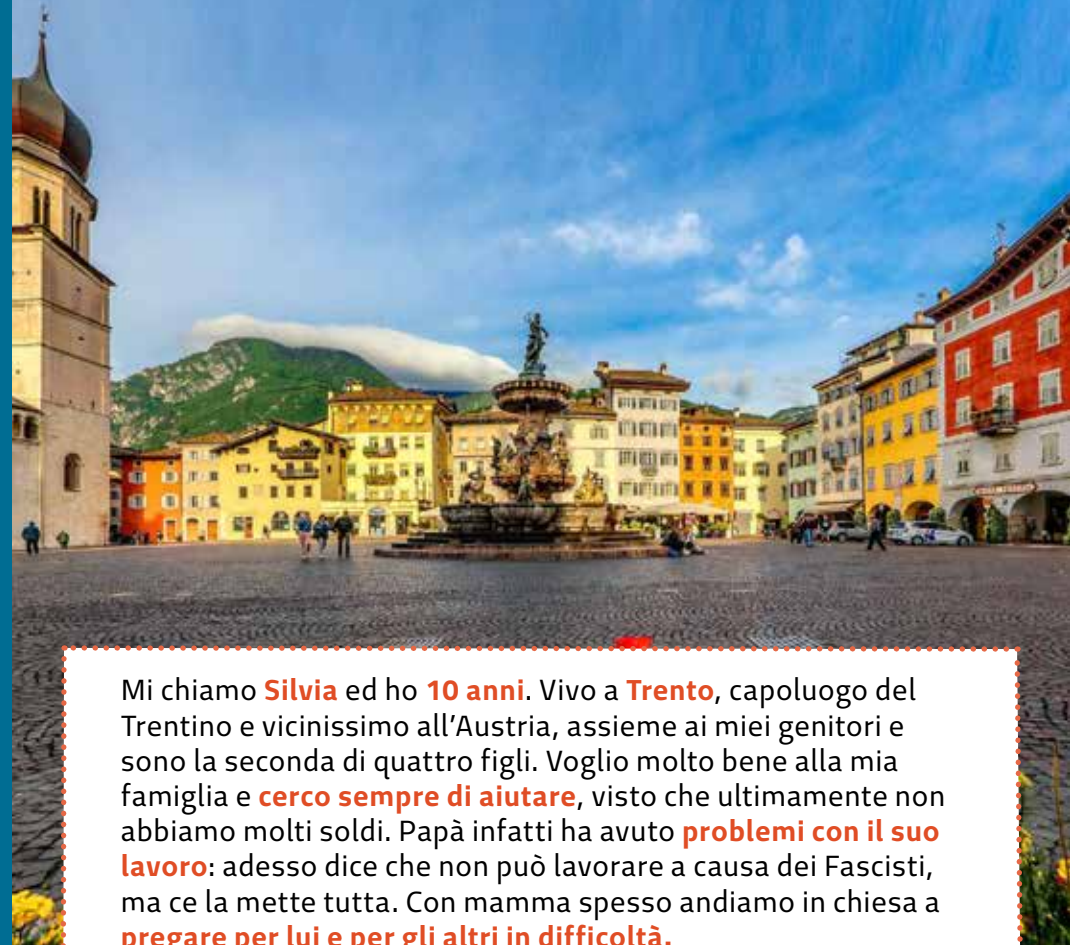 Mi chiamo Silvia ed ho 10 anni. Vivo a Trento, capoluogo del
Trentino e vicinissimo all'Austria, assieme ai miei genitori e
sono la seconda di quattro figli. Voglio molto bene alla mia
famiglia e cerco sempre di aiutare, visto che ultimamente non
abbiamo molti soldi. Papà infatti ha avuto problemi con il suo
lavoro: adesso dice che non può lavorare a causa dei Fascisti,
ma ce la mette tutta. Con mamma spesso andiamo in chiesa a
pregare per lui e per gli altri in difficoltà.